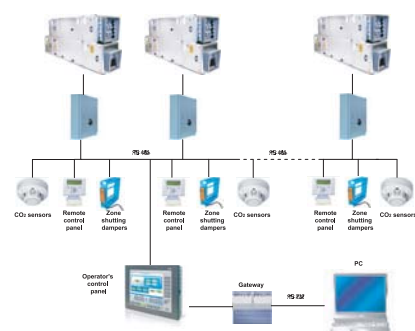 RS 485
RS 485
CO2 sensors
Remote
control
panel
Zone
shutting
dampers
Remote
control
panel
Zone
shutting
dampers
CO2 sensors
Remote
control
panel
Zone
shutting
dampers
CO2 sensors
Operator's
control
panel
Gateway
RS 232
PC